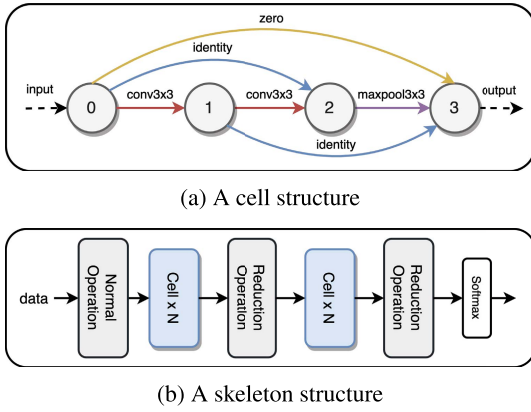 zero
identity
input
conv3x3
conv3x3
maxpool3x3
output
0
1
2
3
identity
(a) A cell structure
data
Normal
Operation
Cell x N
Reduction
Operation
Cell x N
Reduction
Operation
Softmax
(b) A skeleton structure